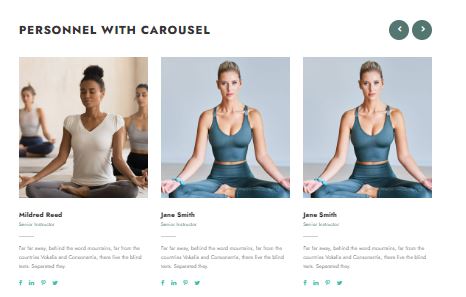 PERSONNEL WITH CAROUSEL
Mildred Reed
Senior Instructor
Far far away, behind the word mountains, far from the
countries Vokalia and Consonantia, there live the blind
texts. Separated they.
Jane Smith
Senior Instructor
Far far away, behind the word mountains, far from the
countries Vokalia and Consonantia, there live the blind
texts. Separated they.
Jane Smith
Senior Instructor
Far far away, behind the word mountains, far from the
countries Vokalia and Consonantia, there live the blind
texts. Separated they.